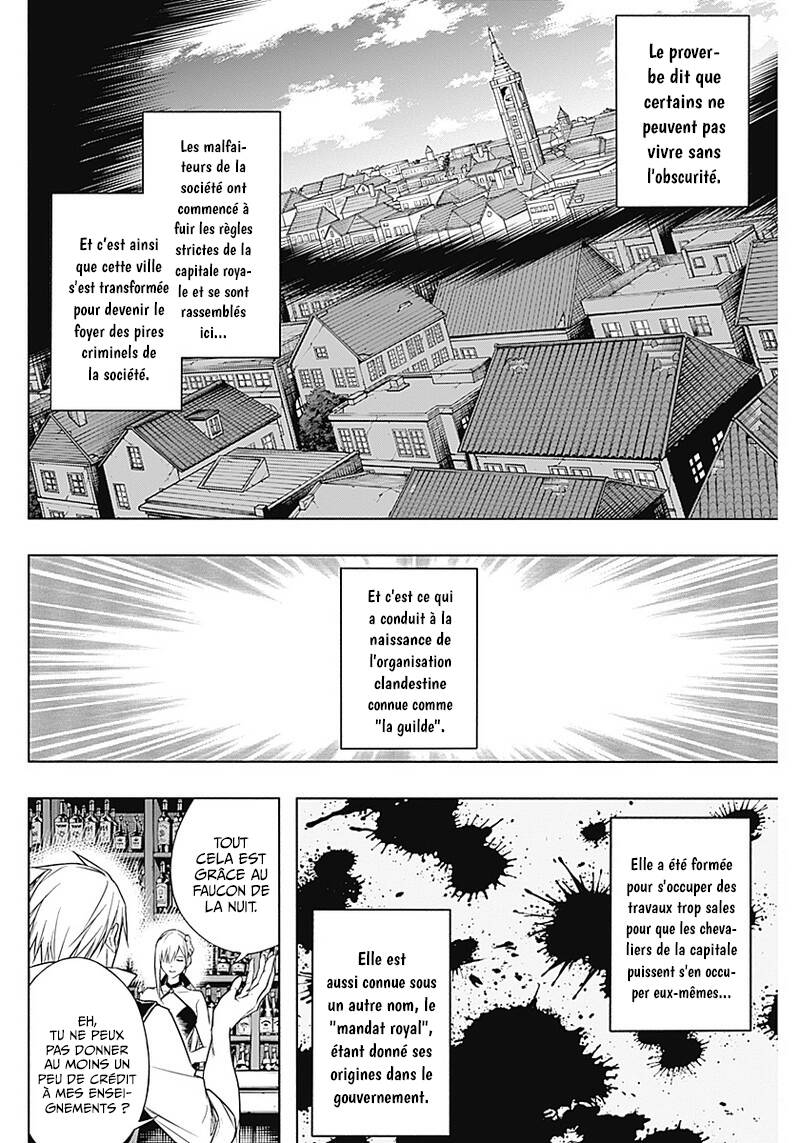 Le prover-
be dit que
certains ne
peuvent pas
vivre sans
l'obscurité.
Les malfai-
teurs de la
société ont
commencé à
fuir les règles
strictes de la
capitale roya-
le et se sont
rassemblés
ici...
Et c'est ainsi
que cette ville
s'est transformée
pour devenir le
foyer des pires
criminels de
la société.
Et c'est ce qui
a conduit à la
naissance de
l'organisation
clandestine
connue comme
"la guilde".
Elle a été formée
pour s'occuper des
travaux trop sales
pour que les cheva-
liers de la capitale
puissent s'en occu-
per eux-mêmes...
Elle est
aussi connue sous
un autre nom, le
"mandat royal",
étant donné ses
origines dans le
gouvernement.
TOUT
CELA EST
GRÂCE AU
FAUCON DE
LA NUIT.
EH,
TU NE PEUX
PAS DONNER
AU MOINS UN
PEU DE CRÉDIT
À MES ENSEI-
GNEMENTS ?